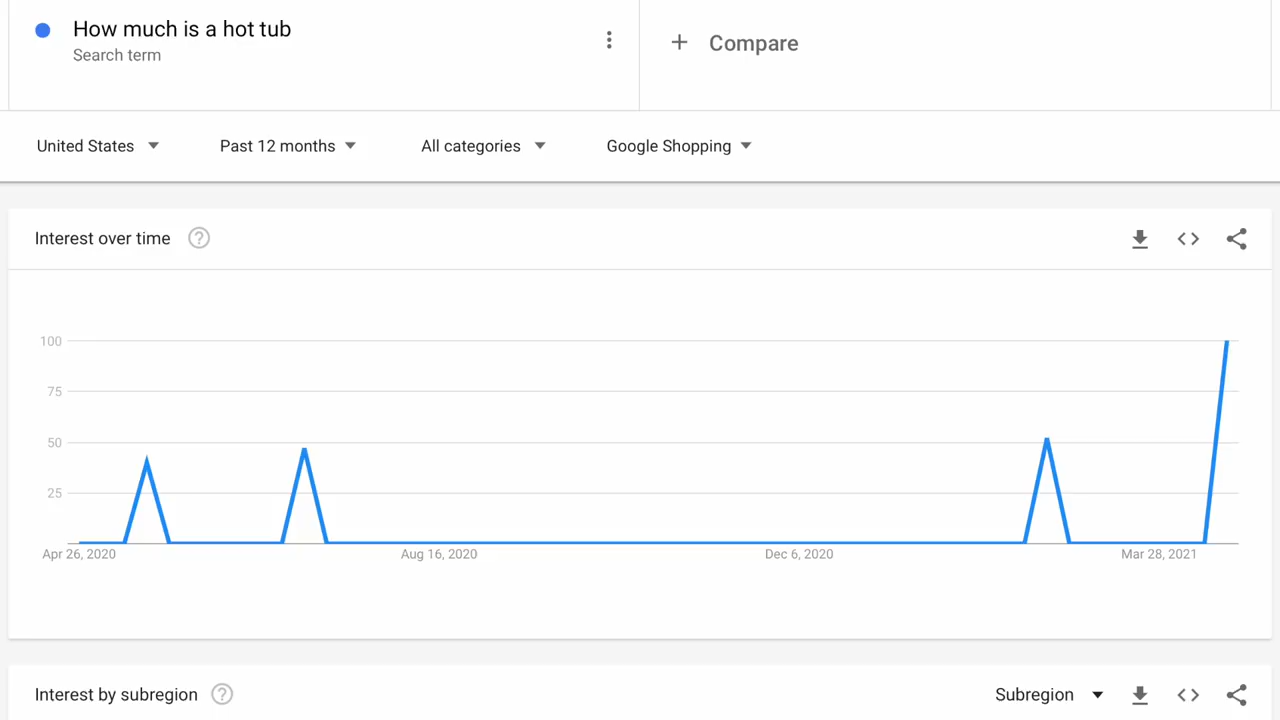 How much is a hot tub
Search term
+ Compare
United States
Past 12 months
All categories
Google Shopping
Interest over time ?
100
75
50
25
Apr 26, 2020
Aug 16, 2020
Dec 6, 2020
Mar 28, 2021
Interest by subregion ?
Subregion